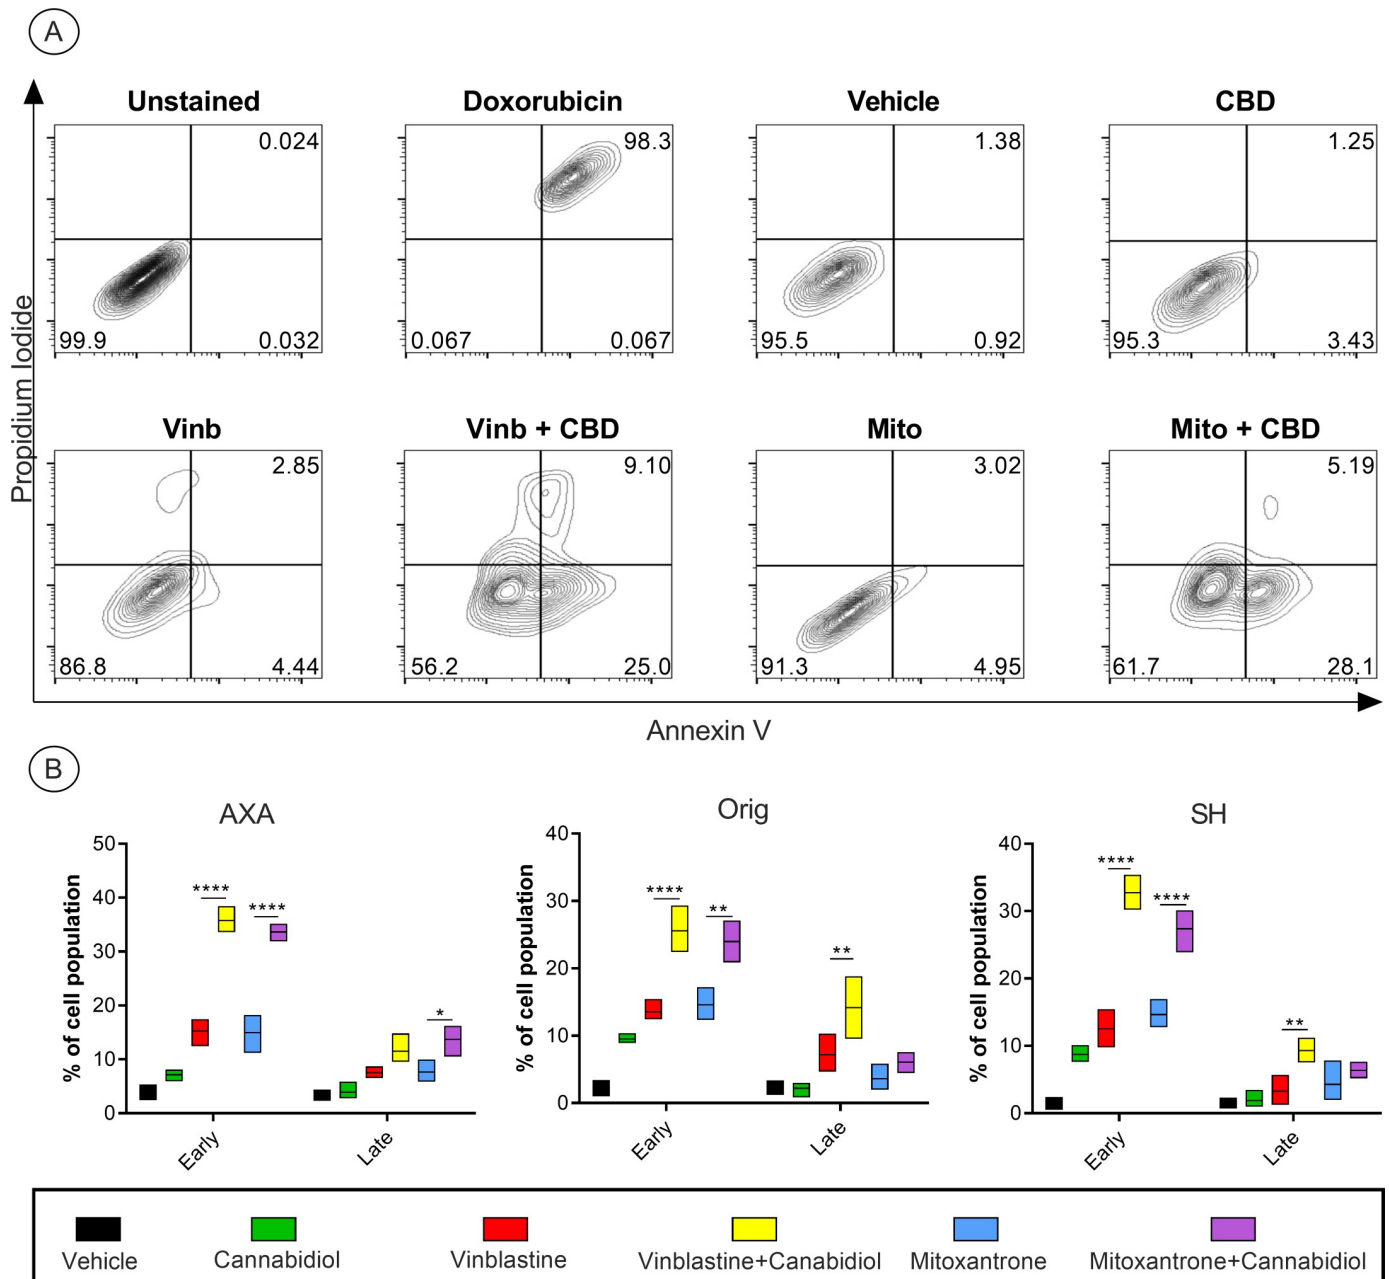 A
Unstained Doxorubicin Vehicle CBD
0.024 98.3 1.38 1.25
99.9 0.032 0.067 0.067 95.5 0.92 95.3 3.43
Propidium Iodide
Vinb Vinb + CBD Mito Mito + CBD
2.85 9.10 3.02 5.19
86.8 4.44 56.2 25.0 91.3 4.95 61.7 28.1
Annexin V
B
AXA
% of cell population
50
40
30
20
10
0
****
****
*
Early Late
Orig
% of cell population
40
30
20
10
0
****
**
**
Early Late
SH
% of cell population
40
30
20
10
0
****
****
**
Early Late
Vehicle Cannabidiol Vinblastine Vinblastine+Canabidiol Mitoxantrone Mitoxantrone+Cannabidiol